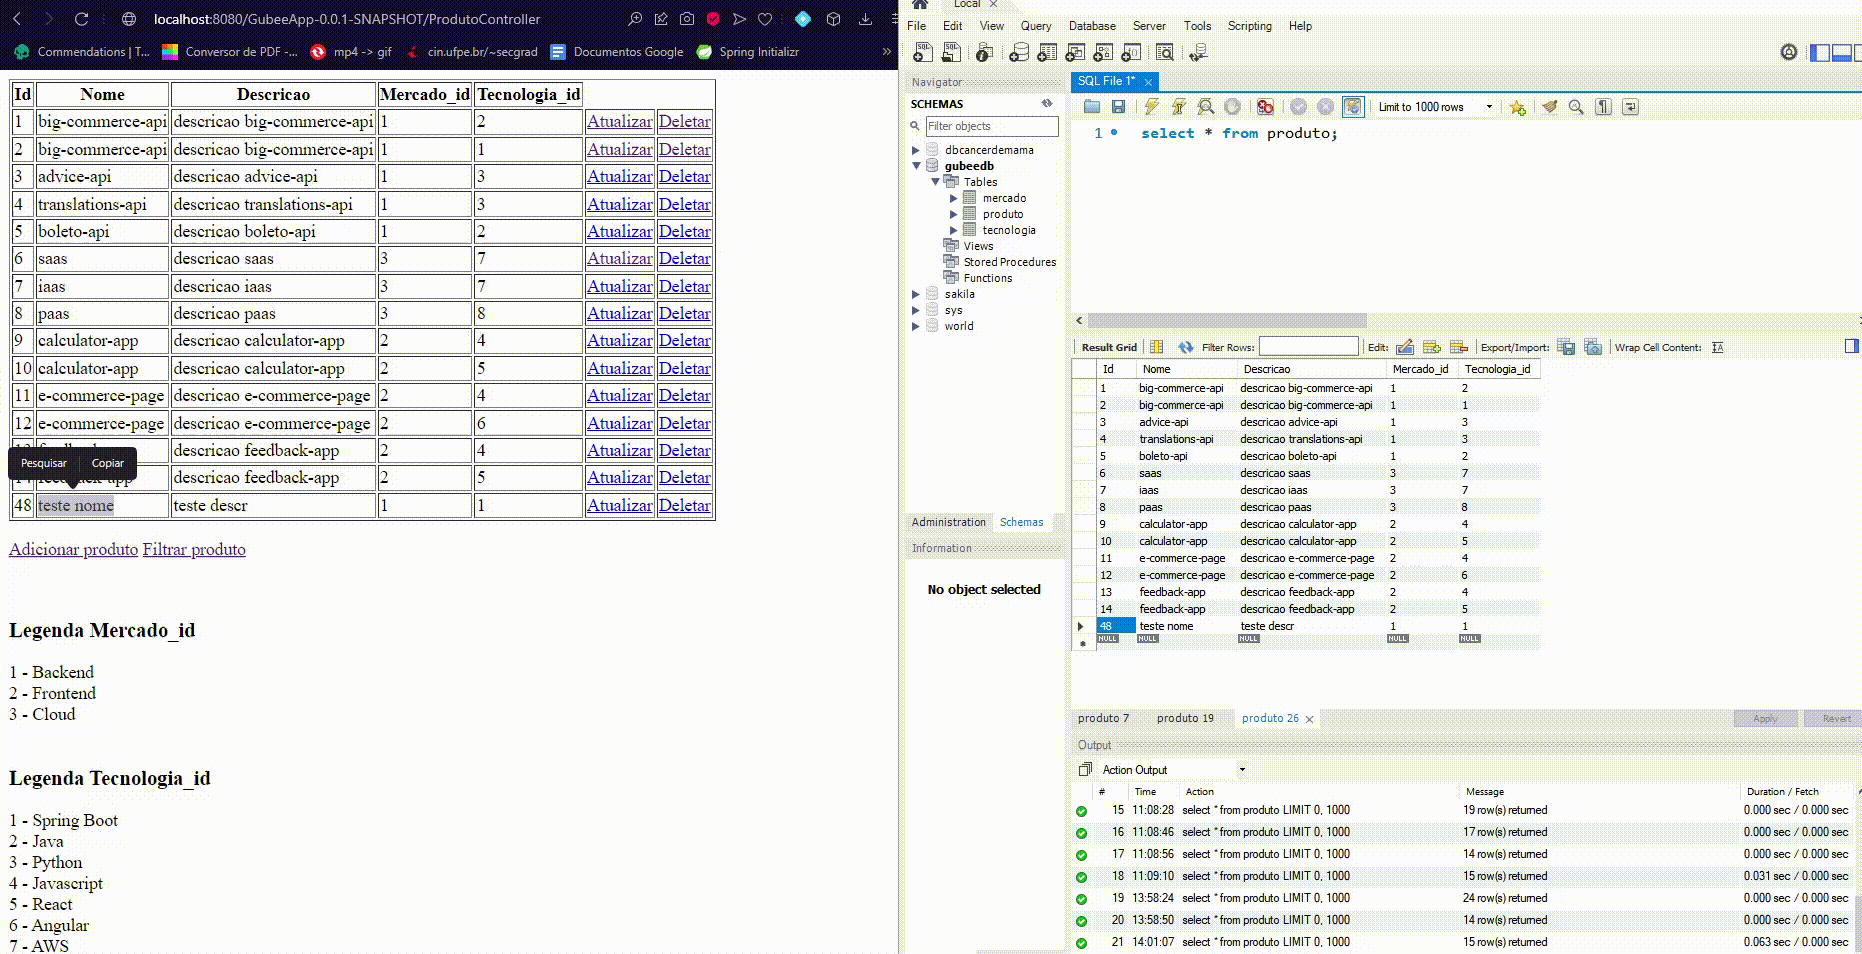 localhost:8080/GubeeApp-0.0.1-SNAPSHOT/ProdutoController
Commendations | T... Conversor de PDF -... mp4 -> gif cin.ufpe.br/~secgrad Documentos Google Spring Initializr »
Id Nome Descricao Mercado_id Tecnologia_id
1 big-commerce-api descricao big-commerce-api 1 2 Atualizar Deletar
2 big-commerce-api descricao big-commerce-api 1 1 Atualizar Deletar
3 advice-api descricao advice-api 1 3 Atualizar Deletar
4 translations-api descricao translations-api 1 3 Atualizar Deletar
5 boleto-api descricao boleto-api 1 2 Atualizar Deletar
6 saas descricao saas 3 7 Atualizar Deletar
7 iaas descricao iaas 3 7 Atualizar Deletar
8 paas descricao paas 3 8 Atualizar Deletar
9 calculator-app descricao calculator-app 2 4 Atualizar Deletar
10 calculator-app descricao calculator-app 2 5 Atualizar Deletar
11 e-commerce-page descricao e-commerce-page 2 4 Atualizar Deletar
12 e-commerce-page descricao e-commerce-page 2 6 Atualizar Deletar
descricao feedback-app 2 4 Atualizar Deletar
Pesquisar Copiar
feedback-app descricao feedback-app 2 5 Atualizar Deletar
48 teste nome teste descr 1 1 Atualizar Deletar
Adicionar produto Filtrar produto
Legenda Mercado_id
1 - Backend
2 - Frontend
3 - Cloud
Legenda Tecnologia_id
1 - Spring Boot
2 - Java
3 - Python
4 - Javascript
5 - React
6 - Angular
7 - AWS
Local
File Edit View Query Database Server Tools Scripting Help
Navigator
SCHEMAS
Filter objects
dbcancerdemama
gubeedb
Tables
mercado
produto
tecnologia
Views
Stored Procedures
Functions
sakila
sys
world
Administration Schemas
Information
No object selected
SQL File 1*
Limit to 1000 rows
1 select * from produto;
Result Grid Filter Rows: Edit: Export/Import: Wrap Cell Content:
Id Nome Descricao Mercado_id Tecnologia_id
1 big-commerce-api descricao big-commerce-api 1 2
2 big-commerce-api descricao big-commerce-api 1 1
3 advice-api descricao advice-api 1 3
4 translations-api descricao translations-api 1 3
5 boleto-api descricao boleto-api 1 2
6 saas descricao saas 3 7
7 iaas descricao iaas 3 7
8 paas descricao paas 3 8
9 calculator-app descricao calculator-app 2 4
10 calculator-app descricao calculator-app 2 5
11 e-commerce-page descricao e-commerce-page 2 4
12 e-commerce-page descricao e-commerce-page 2 6
13 feedback-app descricao feedback-app 2 4
14 feedback-app descricao feedback-app 2 5
48 teste nome teste descr 1 1
NULL NULL NULL NULL NULL
produto 7 produto 19 produto 26 Apply Revert
Output
Action Output
# Time Action Message Duration / Fetch
15 11:08:28 select * from produto LIMIT 0, 1000 19 row(s) returned 0.000 sec / 0.000 sec
16 11:08:46 select * from produto LIMIT 0, 1000 17 row(s) returned 0.000 sec / 0.000 sec
17 11:08:56 select * from produto LIMIT 0, 1000 14 row(s) returned 0.000 sec / 0.000 sec
18 11:09:10 select * from produto LIMIT 0, 1000 15 row(s) returned 0.031 sec / 0.000 sec
19 13:58:24 select * from produto LIMIT 0, 1000 24 row(s) returned 0.000 sec / 0.000 sec
20 13:58:50 select * from produto LIMIT 0, 1000 14 row(s) returned 0.000 sec / 0.000 sec
21 14:01:07 select * from produto LIMIT 0, 1000 15 row(s) returned 0.063 sec / 0.000 sec